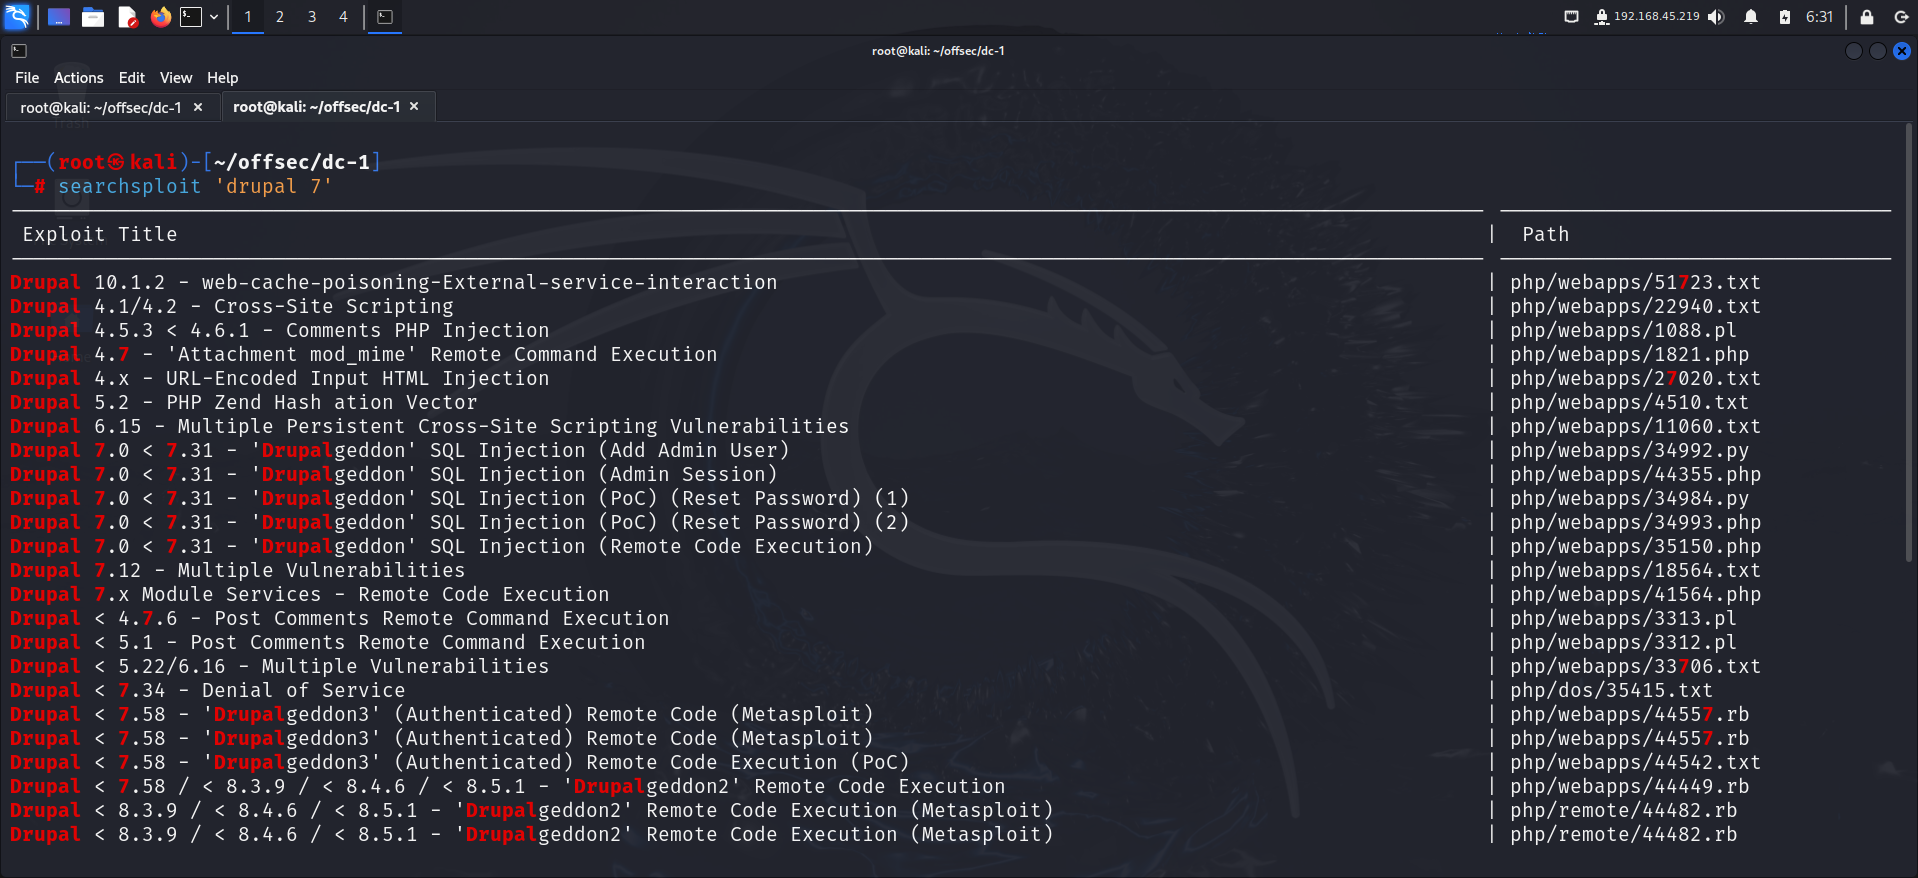 1 2 3 4 192.168.45.219 6:31
root@kali: ~/offsec/dc-1
File Actions Edit View Help
root@kali: ~/offsec/dc-1 × root@kali: ~/offsec/dc-1 ×
┌──(root㉿kali)-[~/offsec/dc-1]
└─# searchsploit 'drupal 7'
Exploit Title | Path
Drupal 10.1.2 - web-cache-poisoning-External-service-interaction | php/webapps/51723.txt
Drupal 4.1/4.2 - Cross-Site Scripting | php/webapps/22940.txt
Drupal 4.5.3 < 4.6.1 - Comments PHP Injection | php/webapps/1088.pl
Drupal 4.7 - 'Attachment mod_mime' Remote Command Execution | php/webapps/1821.php
Drupal 4.x - URL-Encoded Input HTML Injection | php/webapps/27020.txt
Drupal 5.2 - PHP Zend Hash ation Vector | php/webapps/4510.txt
Drupal 6.15 - Multiple Persistent Cross-Site Scripting Vulnerabilities | php/webapps/11060.txt
Drupal 7.0 < 7.31 - 'Drupalgeddon' SQL Injection (Add Admin User) | php/webapps/34992.py
Drupal 7.0 < 7.31 - 'Drupalgeddon' SQL Injection (Admin Session) | php/webapps/44355.php
Drupal 7.0 < 7.31 - 'Drupalgeddon' SQL Injection (PoC) (Reset Password) (1) | php/webapps/34984.py
Drupal 7.0 < 7.31 - 'Drupalgeddon' SQL Injection (PoC) (Reset Password) (2) | php/webapps/34993.php
Drupal 7.0 < 7.31 - 'Drupalgeddon' SQL Injection (Remote Code Execution) | php/webapps/35150.php
Drupal 7.12 - Multiple Vulnerabilities | php/webapps/18564.txt
Drupal 7.x Module Services - Remote Code Execution | php/webapps/41564.php
Drupal < 4.7.6 - Post Comments Remote Command Execution | php/webapps/3313.pl
Drupal < 5.1 - Post Comments Remote Command Execution | php/webapps/3312.pl
Drupal < 5.22/6.16 - Multiple Vulnerabilities | php/webapps/33706.txt
Drupal < 7.34 - Denial of Service | php/dos/35415.txt
Drupal < 7.58 - 'Drupalgeddon3' (Authenticated) Remote Code (Metasploit) | php/webapps/44557.rb
Drupal < 7.58 - 'Drupalgeddon3' (Authenticated) Remote Code (Metasploit) | php/webapps/44557.rb
Drupal < 7.58 - 'Drupalgeddon3' (Authenticated) Remote Code Execution (PoC) | php/webapps/44542.txt
Drupal < 7.58 / < 8.3.9 / < 8.4.6 / < 8.5.1 - 'Drupalgeddon2' Remote Code Execution | php/webapps/44449.rb
Drupal < 8.3.9 / < 8.4.6 / < 8.5.1 - 'Drupalgeddon2' Remote Code Execution (Metasploit) | php/remote/44482.rb
Drupal < 8.3.9 / < 8.4.6 / < 8.5.1 - 'Drupalgeddon2' Remote Code Execution (Metasploit) | php/remote/44482.rb